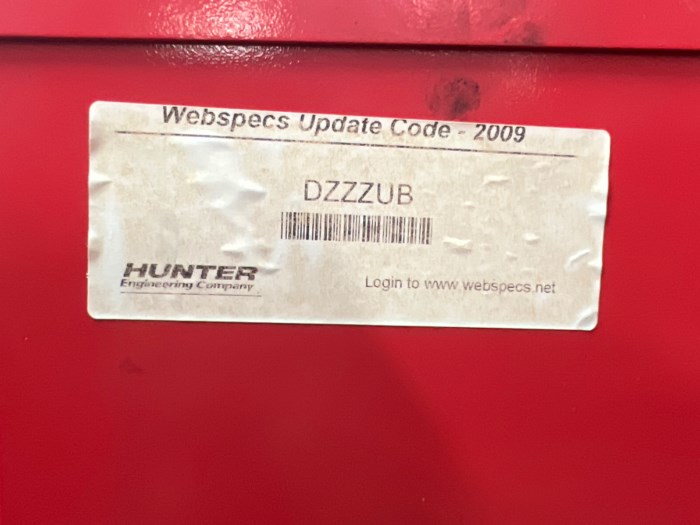 Webspecs Update Code - 2009
DZZZUB
HUNTER
Engineering Company
Login to www.webspecs.net